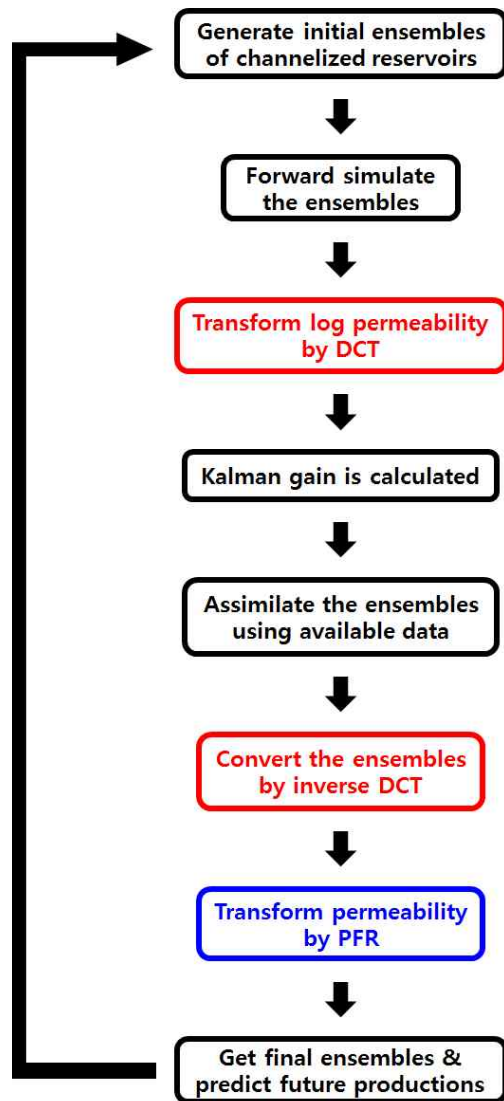 Generate initial ensembles
of channelized reservoirs
Forward simulate
the ensembles
Transform log permeability
by DCT
Kalman gain is calculated
Assimilate the ensembles
using available data
Convert the ensembles
by inverse DCT
Transform permeability
by PFR
Get final ensembles &
predict future productions